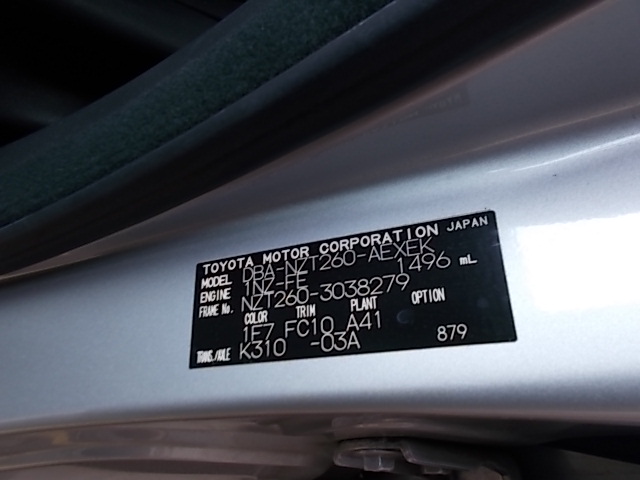 TOYOTA MOTOR CORPORATION JAPAN
MODEL DBA-NZT260-AEXEK
ENGINE 1NZ-FE 1496 mL
FRAME No. NZT260-3038279
COLOR TRIM PLANT OPTION
1E7 FC10 A41
TRANS./AXLE K310 -03A 879